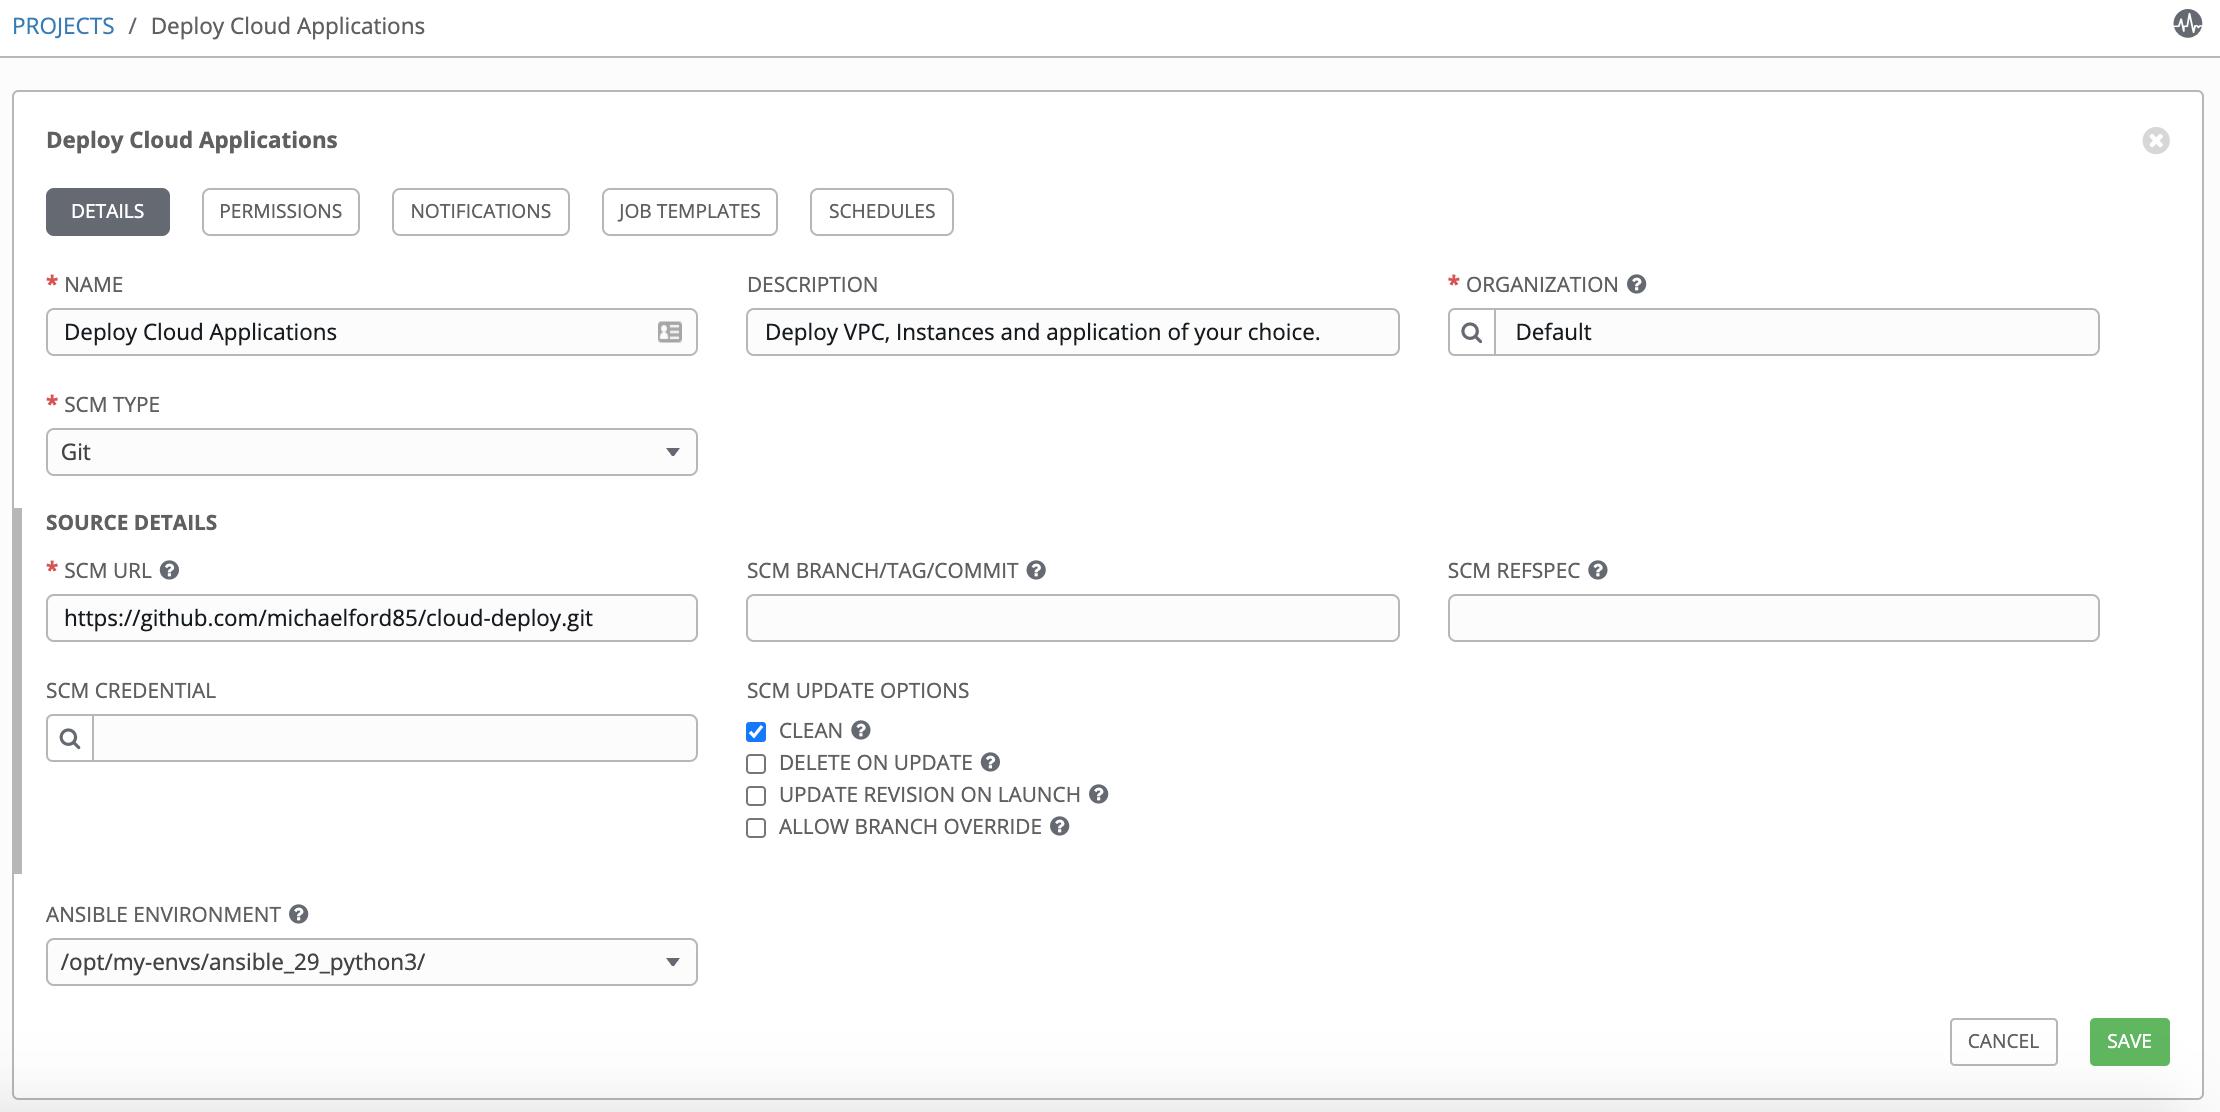 PROJECTS / Deploy Cloud Applications
Deploy Cloud Applications
DETAILS PERMISSIONS NOTIFICATIONS JOB TEMPLATES SCHEDULES
* NAME DESCRIPTION * ORGANIZATION ?
Deploy Cloud Applications Deploy VPC, Instances and application of your choice. Default
* SCM TYPE
Git
SOURCE DETAILS
* SCM URL ? SCM BRANCH/TAG/COMMIT ? SCM REFSPEC ?
https://github.com/michaelford85/cloud-deploy.git
SCM CREDENTIAL SCM UPDATE OPTIONS
CLEAN ?
DELETE ON UPDATE ?
UPDATE REVISION ON LAUNCH ?
ALLOW BRANCH OVERRIDE ?
ANSIBLE ENVIRONMENT ?
/opt/my-envs/ansible_29_python3/
CANCEL SAVE